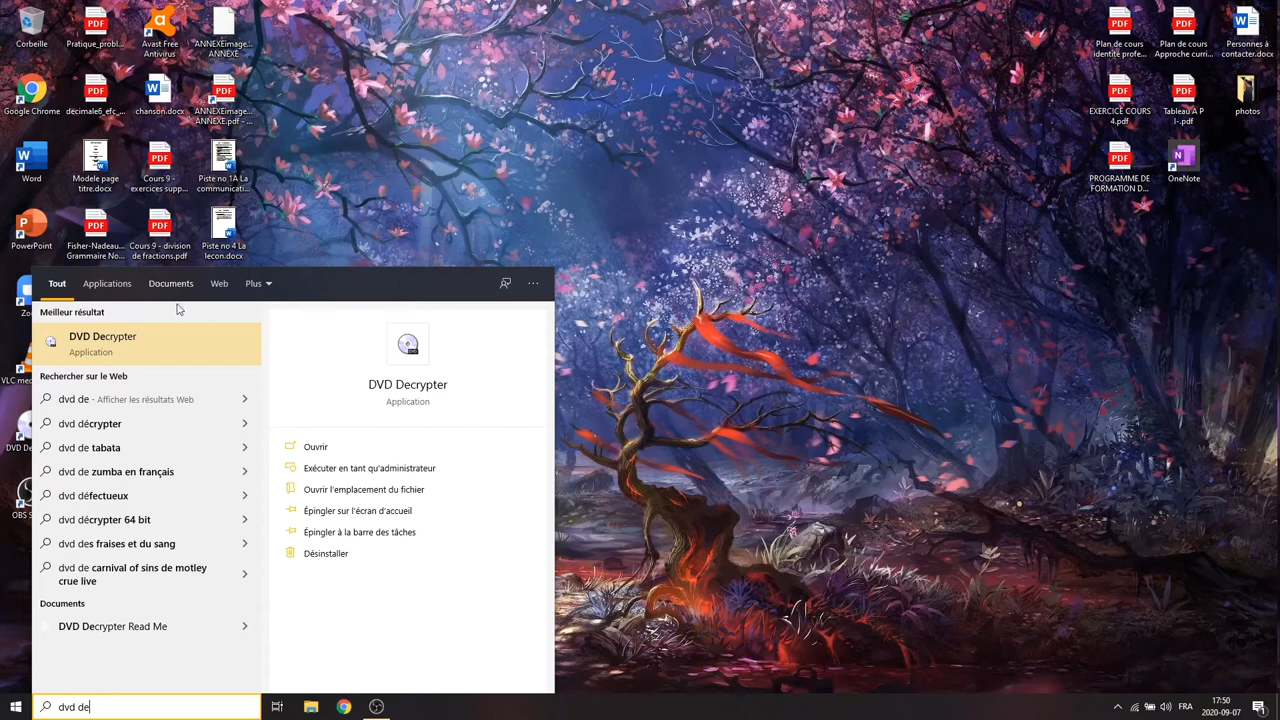 Corbeille
Pratique_probl...
Avast Free
Antivirus
ANNEXEimage...
ANNEXE
Google Chrome
decimale6_efc_...
chanson.docx
ANNEXEimage...
ANNEXE.pdf - ...
Word
Modele page
titre.docx
Cours 9 -
exercices supp...
Piste no 1A La
communicati...
PowerPoint
Fisher-Nadeau...
Grammaire No...
Cours 9 - division
de fractions.pdf
Piste no 4 La
lecon.docx
Plan de cours
identité profe...
Plan de cours
Approche curri...
Personnes à
contacter.docx
EXERCICE COURS
4.pdf
Tableau A P
I-.pdf
photos
PROGRAMME DE
FORMATION D...
OneNote
Zo
VLC mec
DVD De
OBS S
Tout
Applications
Documents
Web
Plus
Meilleur résultat
DVD Decrypter
Application
Rechercher sur le Web
dvd de - Afficher les résultats Web
dvd décrypter
dvd de tabata
dvd de zumba en français
dvd défectueux
dvd décrypter 64 bit
dvd des fraises et du sang
dvd de carnival of sins de motley
crue live
Documents
DVD Decrypter Read Me
DVD Decrypter
Application
Ouvrir
Exécuter en tant qu'administrateur
Ouvrir l'emplacement du fichier
Épingler sur l'écran d'accueil
Épingler à la barre des tâches
Désinstaller
dvd de
FRA
17:50
2020-09-07